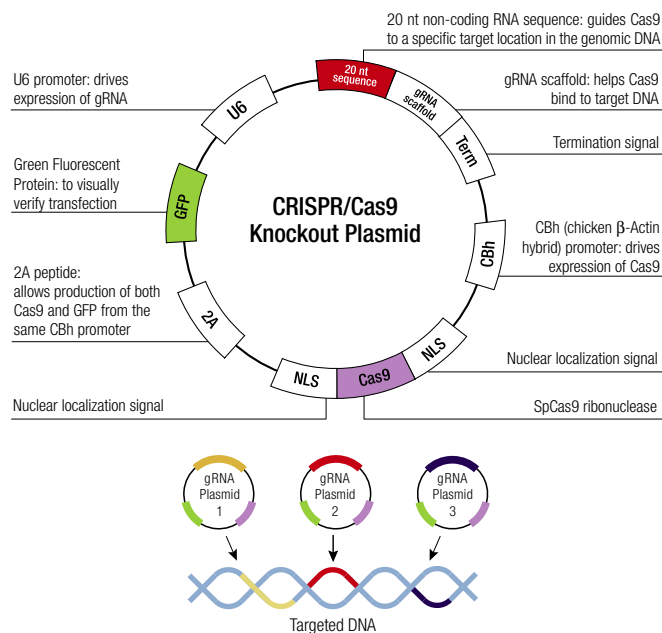 20 nt non-coding RNA sequence: guides Cas9
to a specific target location in the genomic DNA
U6 promoter: drives
expression of gRNA
20 nt
sequence
gRNA
scaffold
gRNA scaffold: helps Cas9
bind to target DNA
U6
Term
Termination signal
Green Fluorescent
Protein: to visually
verify transfection
GFP
CRISPR/Cas9
Knockout Plasmid
CBh
CBh (chicken β-Actin
hybrid) promoter: drives
expression of Cas9
2A peptide:
allows production of both
Cas9 and GFP from the
same CBh promoter
2A
NLS
Cas9
NLS
Nuclear localization signal
Nuclear localization signal
SpCas9 ribonuclease
gRNA
Plasmid
1
gRNA
Plasmid
2
gRNA
Plasmid
3
Targeted DNA